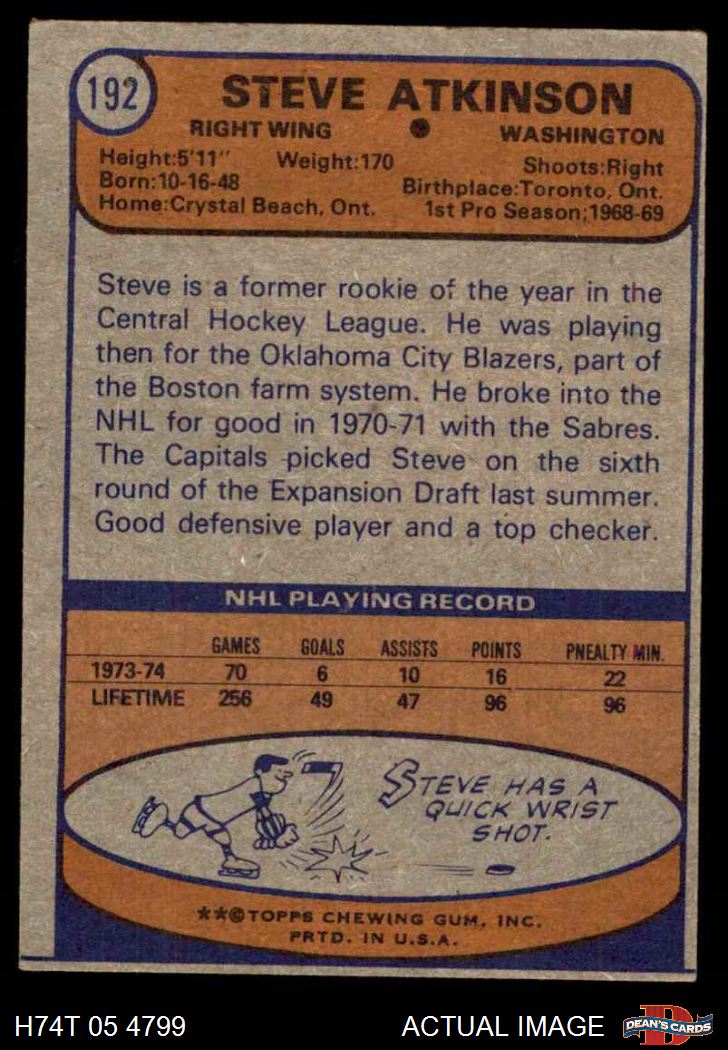 192
STEVE ATKINSON
RIGHT WING ● WASHINGTON
Height:5'11" Weight:170 Shoots:Right
Born:10-16-48 Birthplace:Toronto, Ont.
Home:Crystal Beach, Ont. 1st Pro Season:1968-69
Steve is a former rookie of the year in the
Central Hockey League. He was playing
then for the Oklahoma City Blazers, part of
the Boston farm system. He broke into the
NHL for good in 1970-71 with the Sabres.
The Capitals picked Steve on the sixth
round of the Expansion Draft last summer.
Good defensive player and a top checker.
NHL PLAYING RECORD
GAMES GOALS ASSISTS POINTS PNEALTY MIN.
1973-74 70 6 10 16 22
LIFETIME 256 49 47 96 96
STEVE HAS A
QUICK WRIST
SHOT.
**©TOPPS CHEWING GUM, INC.
PRTD. IN U.S.A.
H74T 05 4799 ACTUAL IMAGE DEAN'S CARDS